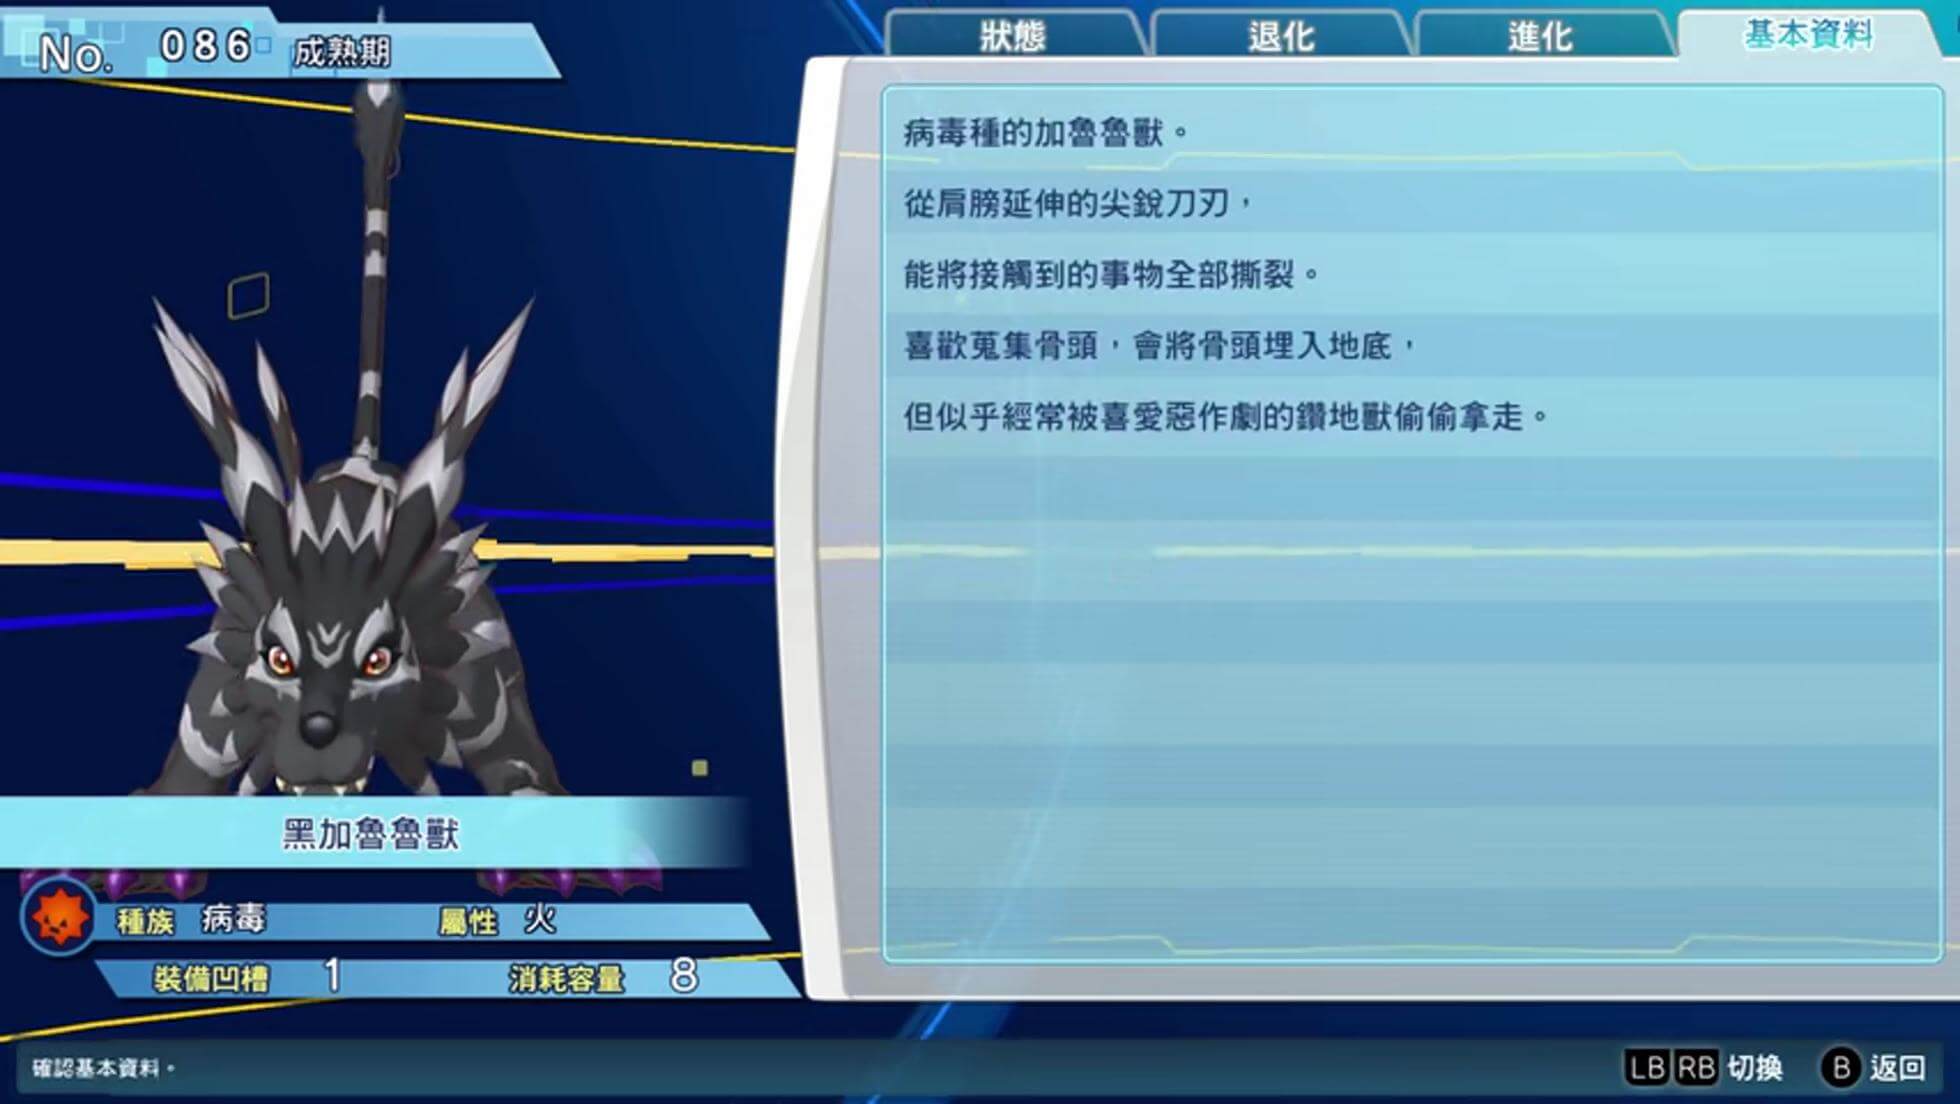 No. 086 成熟期
狀態 退化 進化 基本資料
病毒種的加魯魯獸。
從肩膀延伸的尖銳刀刃，
能將接觸到的事物全部撕裂。
喜歡蒐集骨頭，會將骨頭埋入地底，
但似乎經常被喜愛惡作劇的鑽地獸偷偷拿走。
黑加魯魯獸
種族 病毒 屬性 火
裝備凹槽 1 消耗容量 8
確認基本資料。
LB RB 切換 B 返回